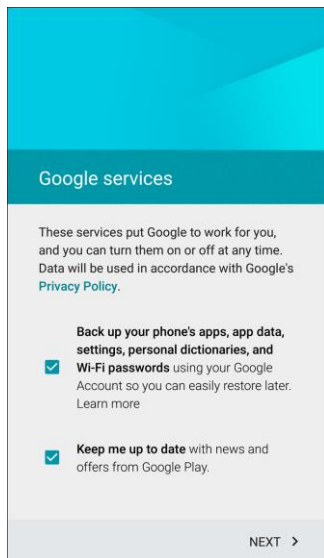 Google services
These services put Google to work for you,
and you can turn them on or off at any time.
Data will be used in accordance with Google's
Privacy Policy.
Back up your phone's apps, app data,
settings, personal dictionaries, and
Wi-Fi passwords using your Google
Account so you can easily restore later.
Learn more
Keep me up to date with news and
offers from Google Play.
NEXT >